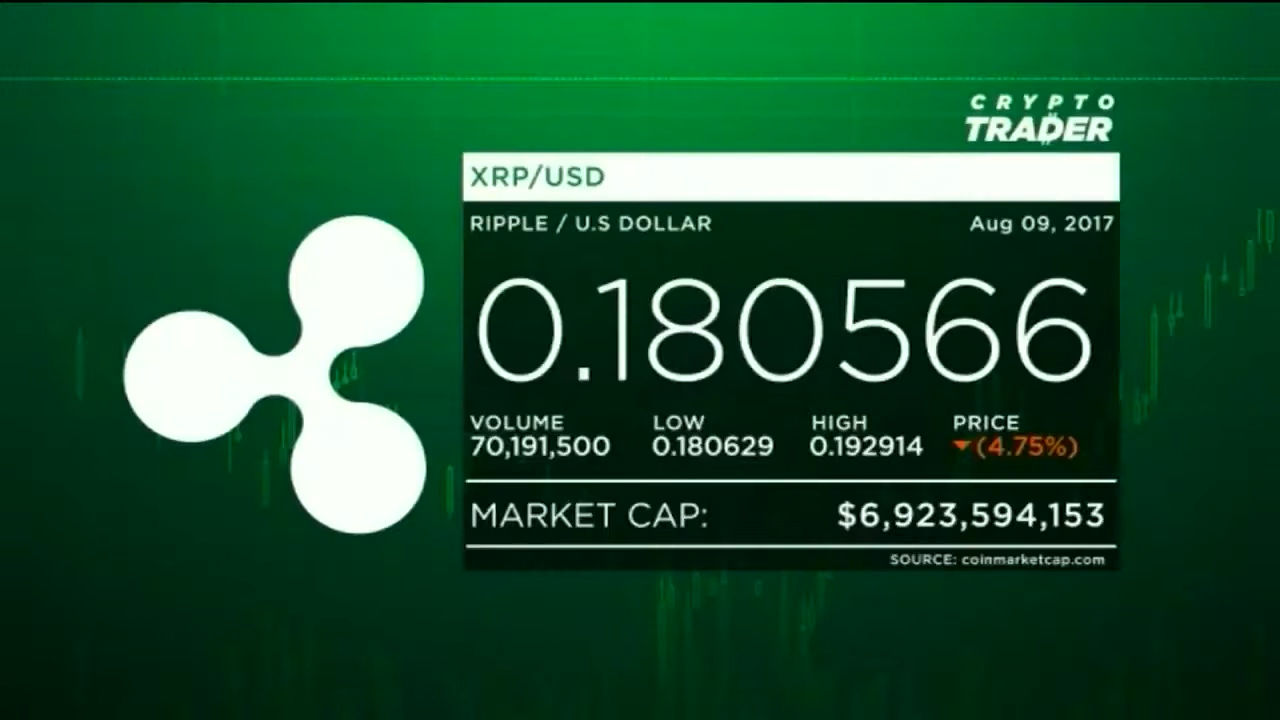 CRYPTO
TRADER
XRP/USD
RIPPLE / U.S DOLLAR Aug 09, 2017
0.180566
VOLUME LOW HIGH PRICE
70,191,500 0.180629 0.192914 ▼(4.75%)
MARKET CAP: $6,923,594,153
SOURCE: coinmarketcap.com